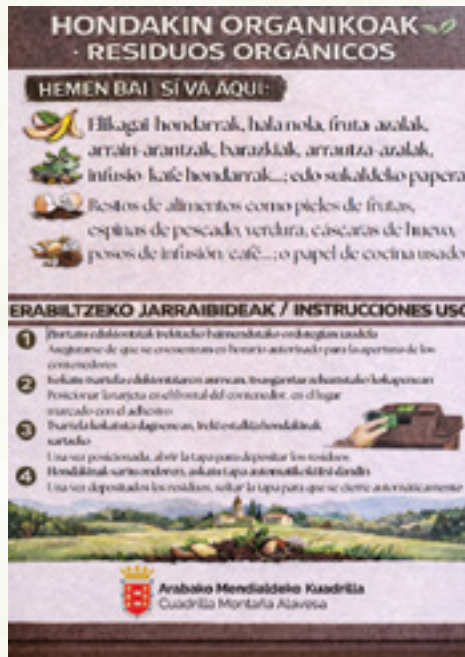 HONDAKIN ORGANIKOAK
· RESIDUOS ORGÁNICOS
HEMEN BAI SÍ VA AQUÍ:
Elikagai-hondarrak, hala nola, fruta-azalak,
arrain-arantzak, barazkiak, arrautza-azalak,
infusio-kafe hondarrak...; edo sukaldeko papera
Restos de alimentos como pieles de frutas,
espinas de pescado, verdura, cáscaras de huevo,
posos de infusión/café...; o papel de cocina usado
ERABILTZEKO JARRAIBIDEAK / INSTRUCCIONES USO
1
Asegurarse de que se encuentran en horario autorizado para la apertura de los
contenedores
2
Posicionar la tarjeta en el frontal del contenedor, en el lugar
marcado con el adhesivo
3
Una vez posicionada, abrir la tapa para depositar los residuos
4
Una vez depositados los residuos, soltar la tapa para que se cierre automáticamente
Arabako Mendialdeko Kuadrilla
Cuadrilla Montaña Alavesa